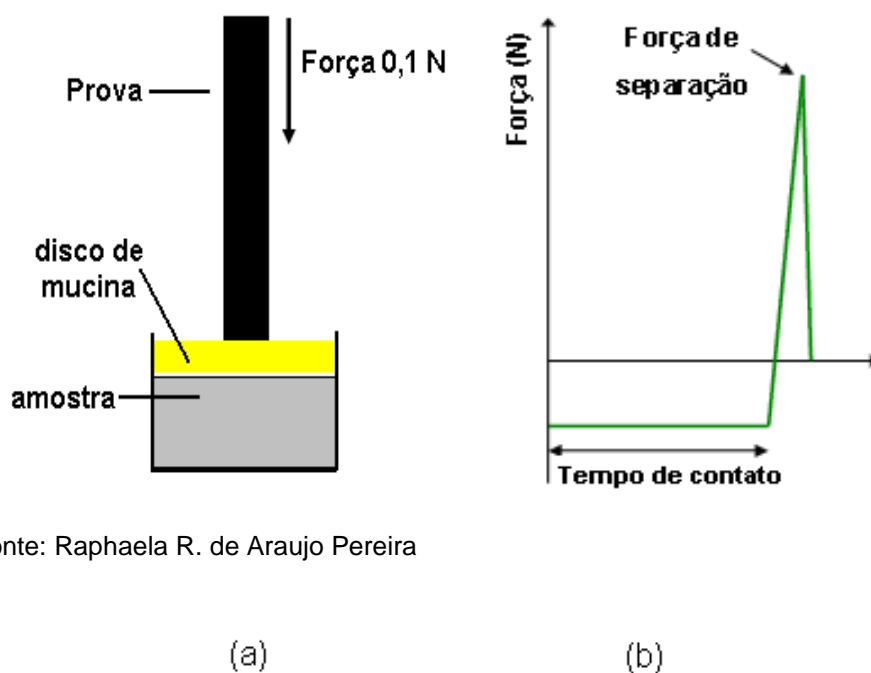 Força 0,1 N
Prova
disco de
mucina
amostra
Força (N)
Força de
separação
Tempo de contato
onte: Raphaela R. de Araujo Pereira
(a)
(b)